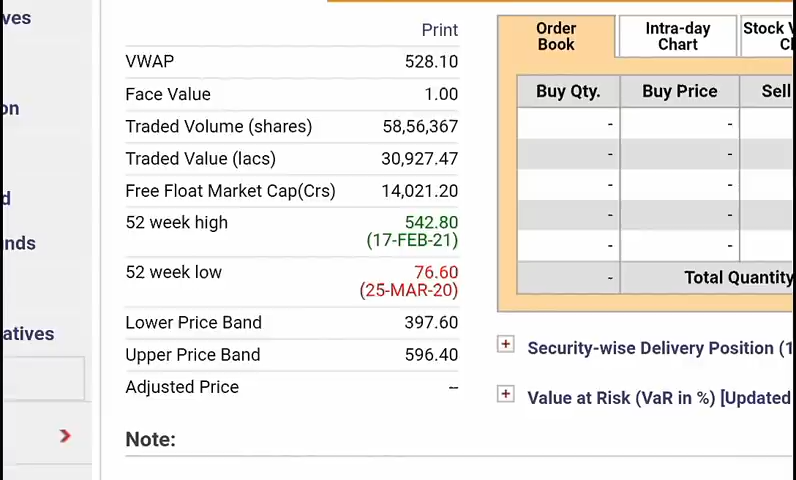 ves
on
d
nds
atives
Print
VWAP 528.10
Face Value 1.00
Traded Volume (shares) 58,56,367
Traded Value (lacs) 30,927.47
Free Float Market Cap(Crs) 14,021.20
52 week high 542.80
(17-FEB-21)
52 week low 76.60
(25-MAR-20)
Lower Price Band 397.60
Upper Price Band 596.40
Adjusted Price --
Note:
Order
Book
Intra-day
Chart
Stock V
Buy Qty. Buy Price Sell
- -
- -
- -
- -
- -
- Total Quantity
+ Security-wise Delivery Position (1
+ Value at Risk (VaR in %) [Updated